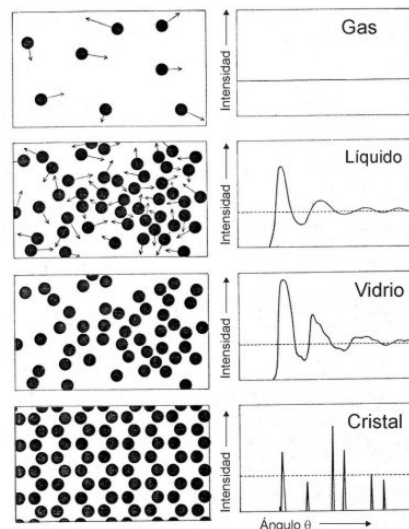 Gas
Intensidad
Líquido
Intensidad
Vidrio
Intensidad
Cristal
Intensidad
Ángulo θ